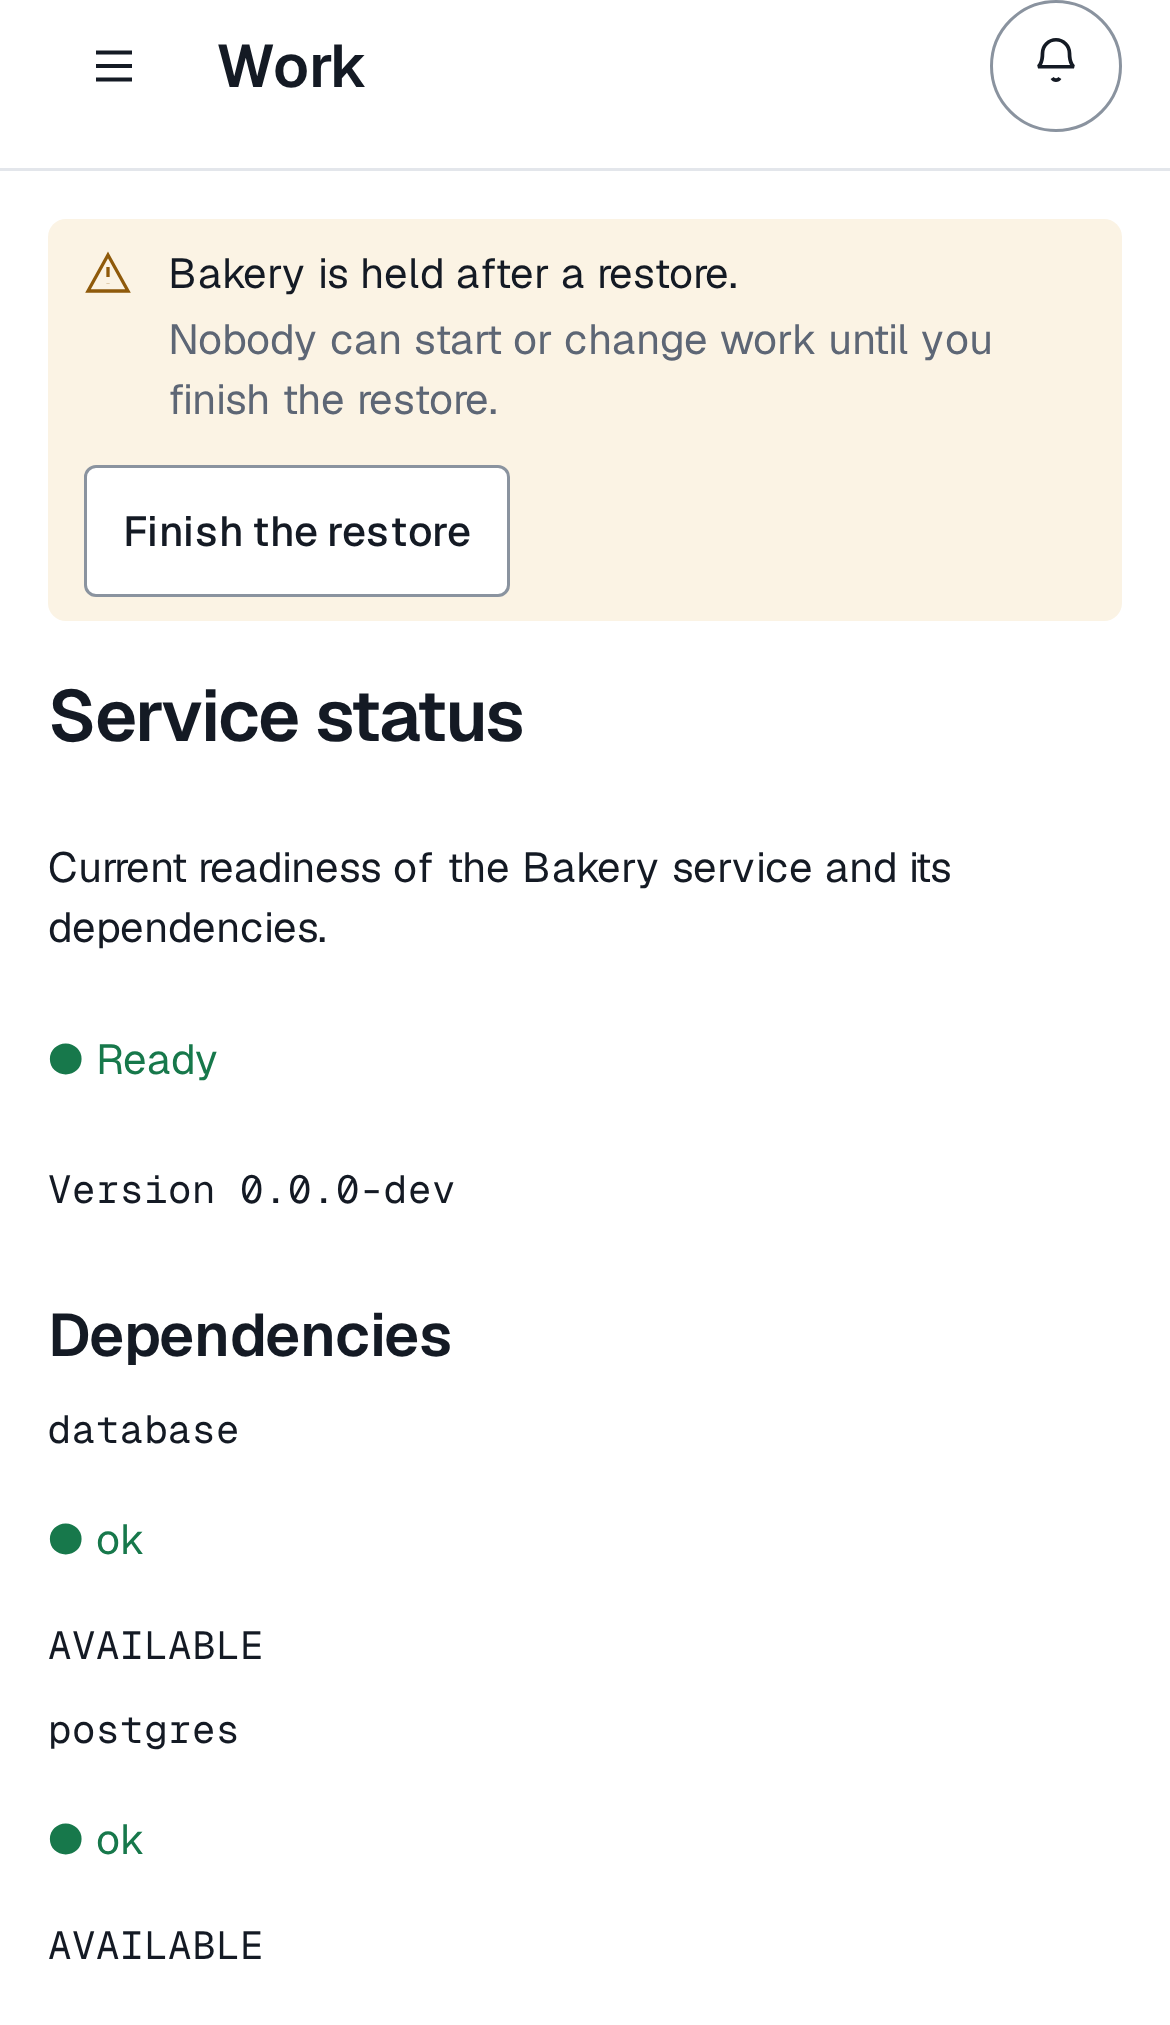 Work
Bakery is held after a restore.
Nobody can start or change work until you
finish the restore.
Finish the restore
Service status
Current readiness of the Bakery service and its
dependencies.
Ready
Version 0.0.0-dev
Dependencies
database
ok
AVAILABLE
postgres
ok
AVAILABLE